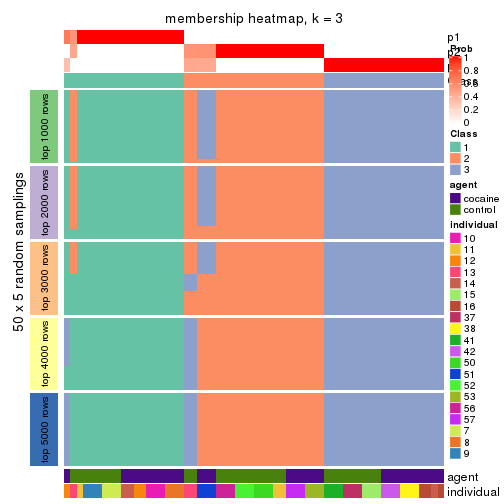 membership heatmap, k = 3
p1
p2
Prob
1
0.8
0.6
0.4
0.2
0
Class
1
2
3
agent
cocaine
control
individual
10
11
12
13
14
15
16
37
38
41
42
50
51
52
53
56
57
7
8
9
50 x 5 random samplings
top 1000 rows
top 2000 rows
top 3000 rows
top 4000 rows
top 5000 rows
agent
individual